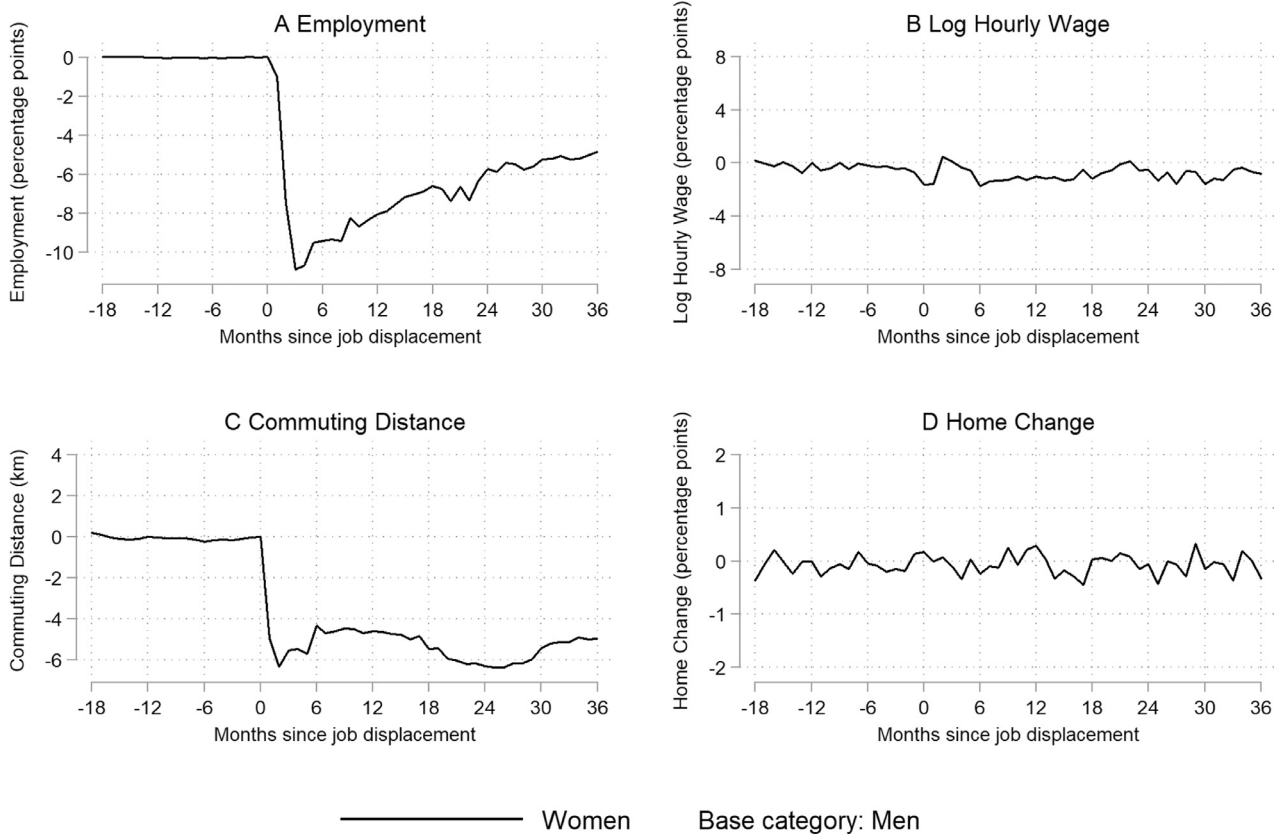 A Employment
Employment (percentage points)
0
-2
-4
-6
-8
-10
-18 -12 -6 0 6 12 18 24 30 36
Months since job displacement
B Log Hourly Wage
Log Hourly Wage (percentage points)
8
4
0
-4
-8
-18 -12 -6 0 6 12 18 24 30 36
Months since job displacement
C Commuting Distance
Commuting Distance (km)
4
2
0
-2
-4
-6
-18 -12 -6 0 6 12 18 24 30 36
Months since job displacement
D Home Change
Home Change (percentage points)
2
1
0
-1
-2
-18 -12 -6 0 6 12 18 24 30 36
Months since job displacement
Women Base category: Men